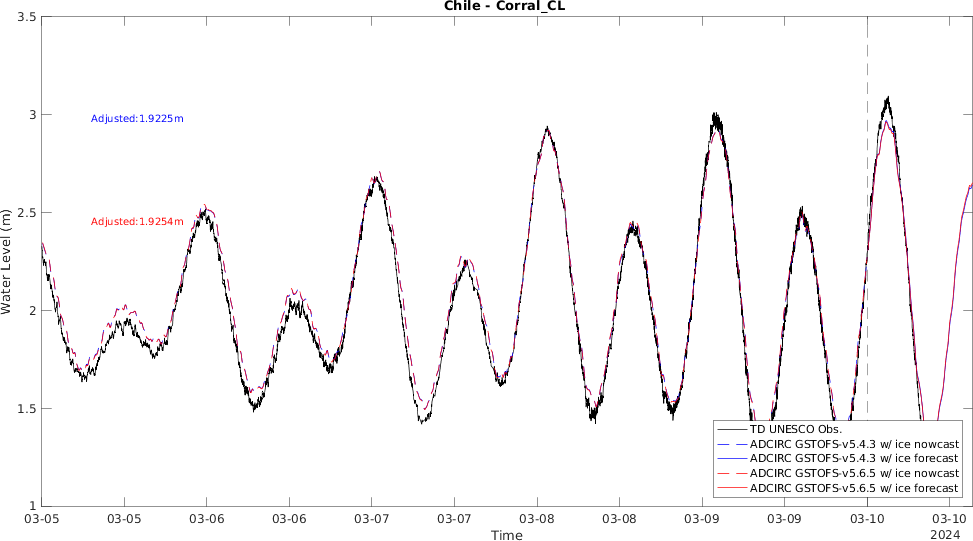 Chile - Corral_CL
3.5
3
2.5
2
1.5
1
Water Level (m)
Adjusted:1.9225m
Adjusted:1.9254m
TD UNESCO Obs.
ADCIRC GSTOFS-v5.4.3 w/ ice nowcast
ADCIRC GSTOFS-v5.4.3 w/ ice forecast
ADCIRC GSTOFS-v5.6.5 w/ ice nowcast
ADCIRC GSTOFS-v5.6.5 w/ ice forecast
03-05 03-05 03-06 03-06 03-07 03-07 03-08 03-08 03-09 03-09 03-10 03-10
2024
Time